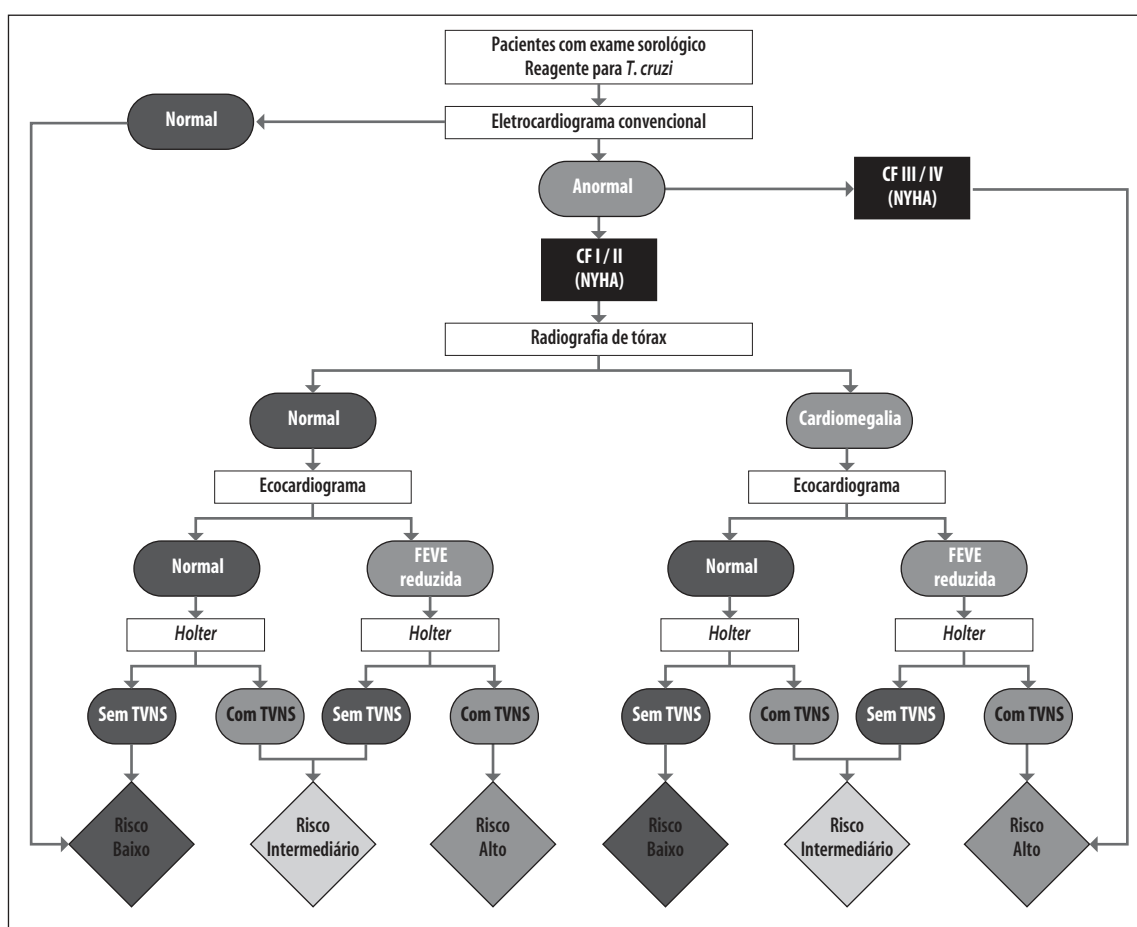 Pacientes com exame sorológico
Reagente para T. cruzi
Normal
Eletrocardiograma convencional
Anormal
CF III / IV
(NYHA)
CF I / II
(NYHA)
Radiografia de tórax
Normal
Cardiomegalia
Ecocardiograma
Ecocardiograma
Normal
FEVE
reduzida
Normal
FEVE
reduzida
Holter
Holter
Holter
Holter
Sem TVNS
Com TVNS
Sem TVNS
Com TVNS
Sem TVNS
Com TVNS
Sem TVNS
Com TVNS
Risco
Baixo
Risco
Intermediário
Risco
Alto
Risco
Baixo
Risco
Intermediário
Risco
Alto